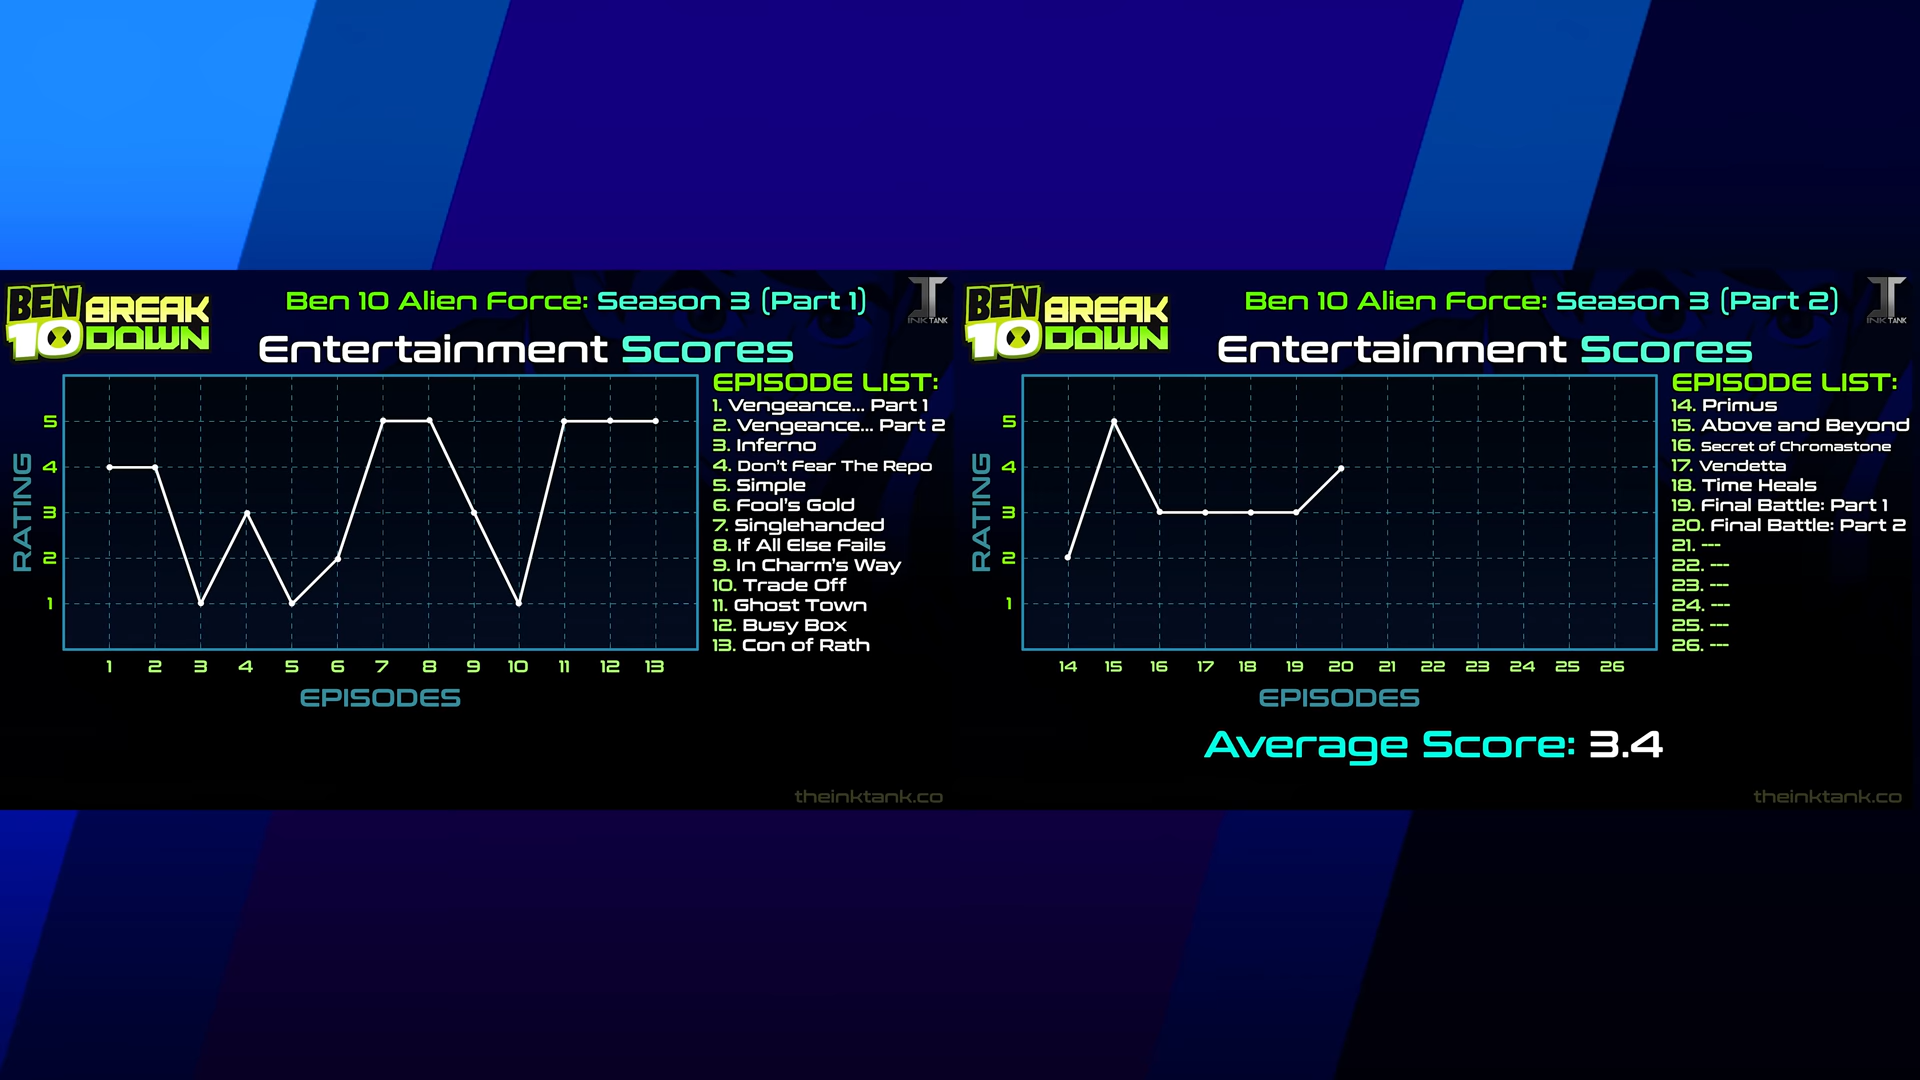 BEN 10 BREAK DOWN
Ben 10 Alien Force: Season 3 (Part 1)
INK TANK
Entertainment Scores
EPISODE LIST:
1. Vengeance... Part 1
2. Vengeance... Part 2
3. Inferno
4. Don't Fear The Repo
5. Simple
6. Fool's Gold
7. Singlehanded
8. If All Else Fails
9. In Charm's Way
10. Trade Off
11. Ghost Town
12. Busy Box
13. Con of Rath
RATING
5
4
3
2
1
1 2 3 4 5 6 7 8 9 10 11 12 13
EPISODES
theinktank.co
BEN 10 BREAK DOWN
Ben 10 Alien Force: Season 3 (Part 2)
INK TANK
Entertainment Scores
EPISODE LIST:
14. Primus
15. Above and Beyond
16. Secret of Chromastone
17. Vendetta
18. Time Heals
19. Final Battle: Part 1
20. Final Battle: Part 2
21. ---
22. ---
23. ---
24. ---
25. ---
26. ---
RATING
5
4
3
2
1
14 15 16 17 18 19 20 21 22 23 24 25 26
EPISODES
Average Score: 3.4
theinktank.co